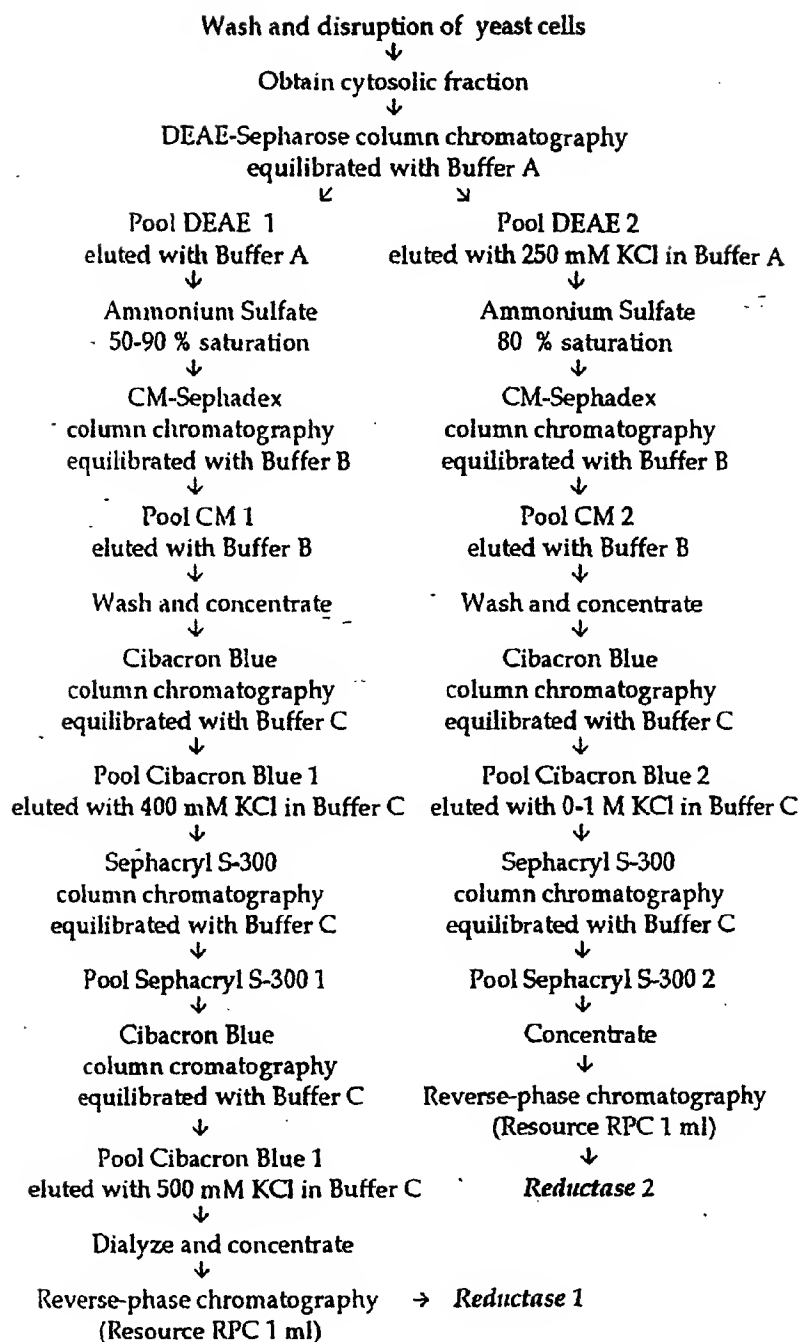 Wash and disruption of yeast cells
↓
Obtain cytosolic fraction
↓
DEAE-Sepharose column chromatography
equilibrated with Buffer A
↙ ↘
Pool DEAE 1
eluted with Buffer A
↓
Ammonium Sulfate
50-90 % saturation
↓
CM-Sephadex
column chromatography
equilibrated with Buffer B
↓
Pool CM 1
eluted with Buffer B
↓
Wash and concentrate
↓
Cibacron Blue
column chromatography
equilibrated with Buffer C
↓
Pool Cibacron Blue 1
eluted with 400 mM KCl in Buffer C
↓
Sephacryl S-300
column chromatography
equilibrated with Buffer C
↓
Pool Sephacryl S-300 1
↓
Cibacron Blue
column cromatography
equilibrated with Buffer C
↓
Pool Cibacron Blue 1
eluted with 500 mM KCl in Buffer C
↓
Dialyze and concentrate
↓
Reverse-phase chromatography → Reductase 1
(Resource RPC 1 ml)
Pool DEAE 2
eluted with 250 mM KCl in Buffer A
↓
Ammonium Sulfate
80 % saturation
↓
CM-Sephadex
column chromatography
equilibrated with Buffer B
↓
Pool CM 2
eluted with Buffer B
↓
Wash and concentrate
↓
Cibacron Blue
column chromatography
equilibrated with Buffer C
↓
Pool Cibacron Blue 2
eluted with 0-1 M KCl in Buffer C
↓
Sephacryl S-300
column chromatography
equilibrated with Buffer C
↓
Pool Sephacryl S-300 2
↓
Concentrate
↓
Reverse-phase chromatography
(Resource RPC 1 ml)
↓
Reductase 2